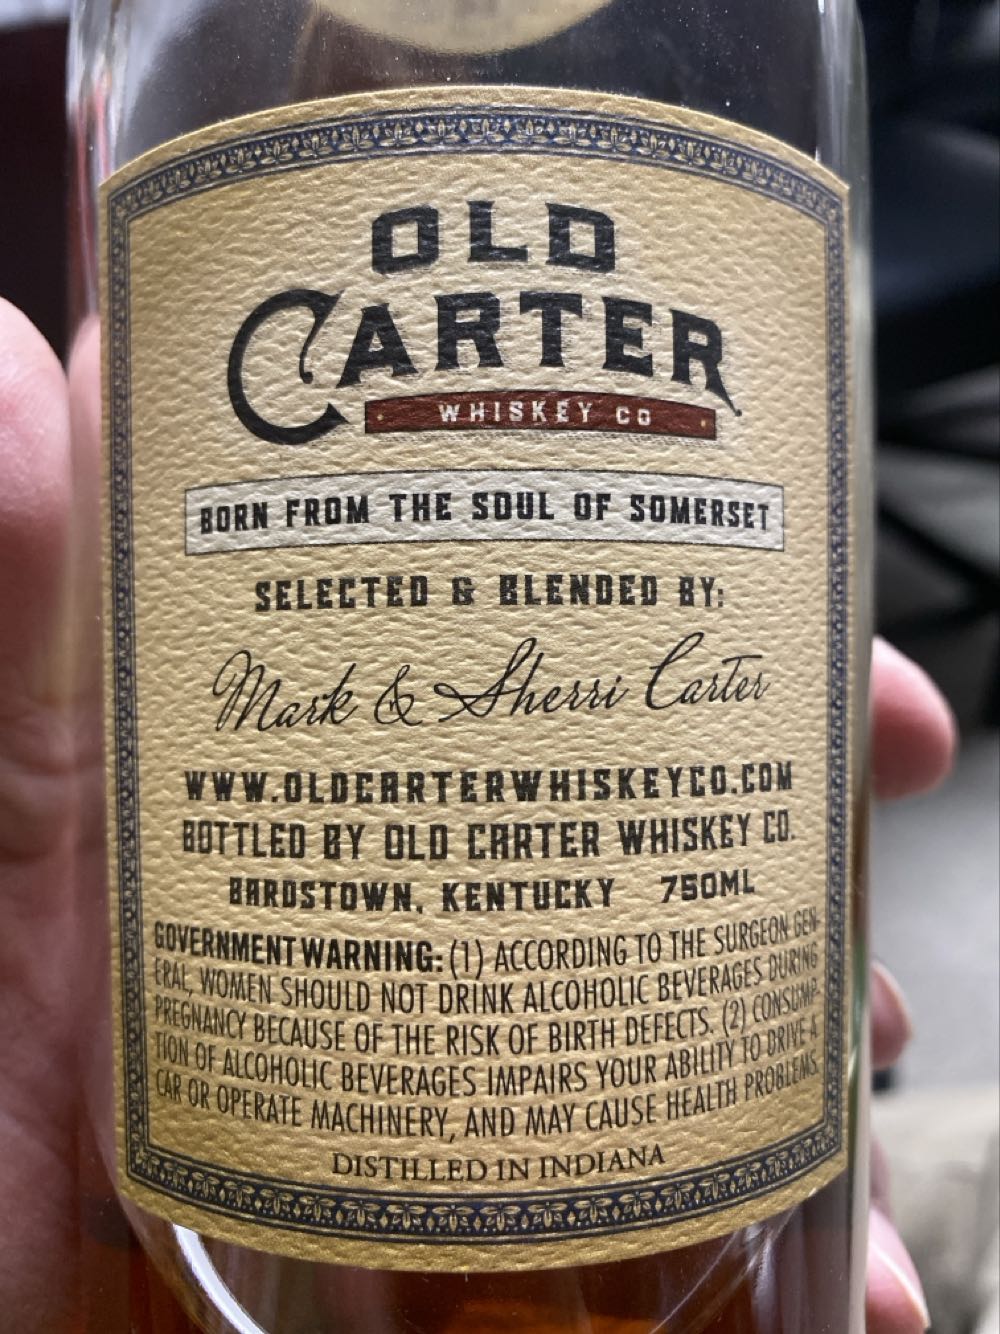 OLD
CARTER
WHISKEY CO
BORN FROM THE SOUL OF SOMERSET
SELECTED & BLENDED BY:
Mark & Sherri Carter
WWW.OLDCARTERWHISKEYCO.COM
BOTTLED BY OLD CARTER WHISKEY CO.
BARDSTOWN, KENTUCKY 750ML
GOVERNMENT WARNING: (1) ACCORDING TO THE SURGEON GEN-
ERAL, WOMEN SHOULD NOT DRINK ALCOHOLIC BEVERAGES DURING
PREGNANCY BECAUSE OF THE RISK OF BIRTH DEFECTS. (2) CONSUMP-
TION OF ALCOHOLIC BEVERAGES IMPAIRS YOUR ABILITY TO DRIVE A
CAR OR OPERATE MACHINERY, AND MAY CAUSE HEALTH PROBLEMS.
DISTILLED IN INDIANA